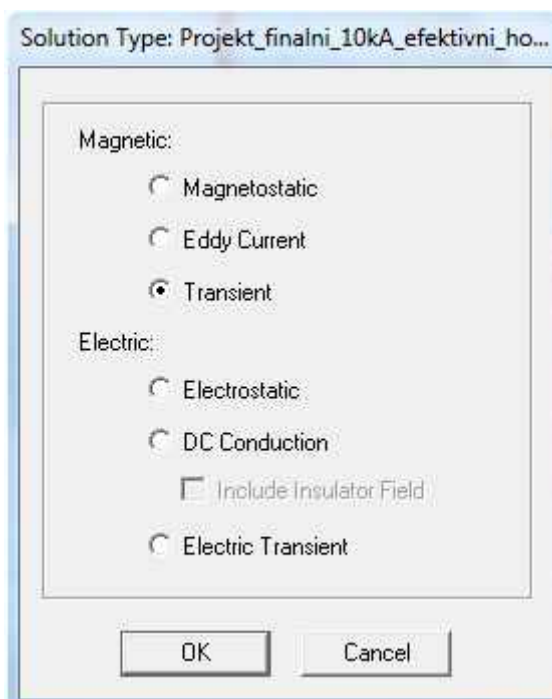 Solution Type: Projekt_finalni_10kA_efektivni_ho...
Magnetic:
Magnetostatic
Eddy Current
Transient
Electric:
Electrostatic
DC Conduction
Include Insulator Field
Electric Transient
OK
Cancel